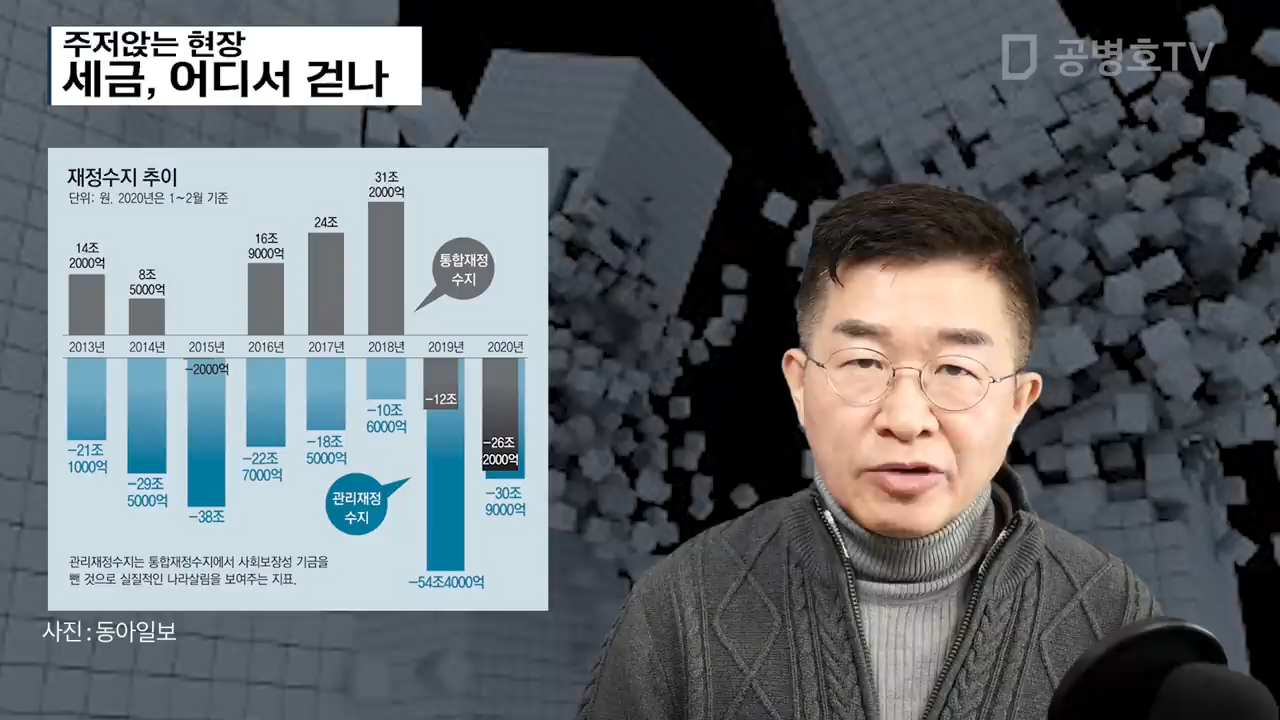 주저앉는 현장
세금, 어디서 걷나
공병호TV
재정수지 추이
단위: 원, 2020년은 1~2월 기준
14조
2000억
8조
5000억
16조
9000억
24조
31조
2000억
통합재정
수지
2013년 2014년 2015년 2016년 2017년 2018년 2019년 2020년
-21조
1000억
-29조
5000억
-2000억
-38조
-22조
7000억
-18조
5000억
-10조
6000억
-12조
-54조4000억
-26조
2000억
-30조
9000억
관리재정
수지
관리재정수지는 통합재정수지에서 사회보장성 기금을
뺀 것으로 실질적인 나라살림을 보여주는 지표.
사진 : 동아일보